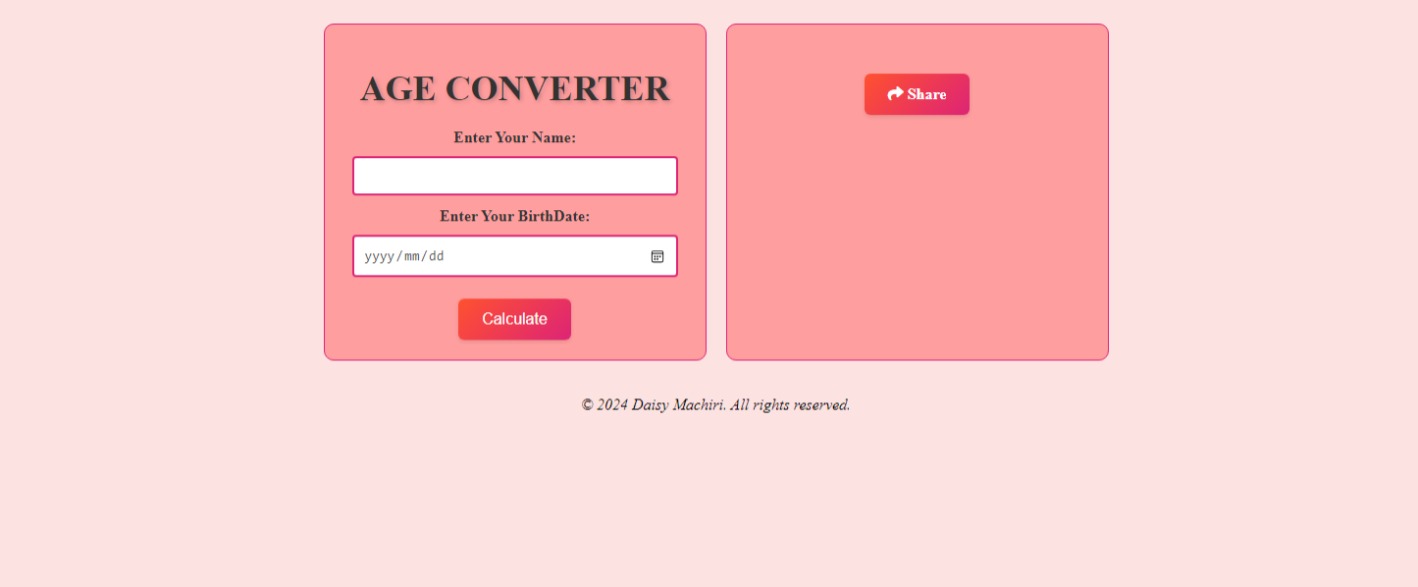 AGE CONVERTER
Enter Your Name:
Enter Your BirthDate:
yyyy/mm/dd
Calculate
Share
© 2024 Daisy Machiri. All rights reserved.